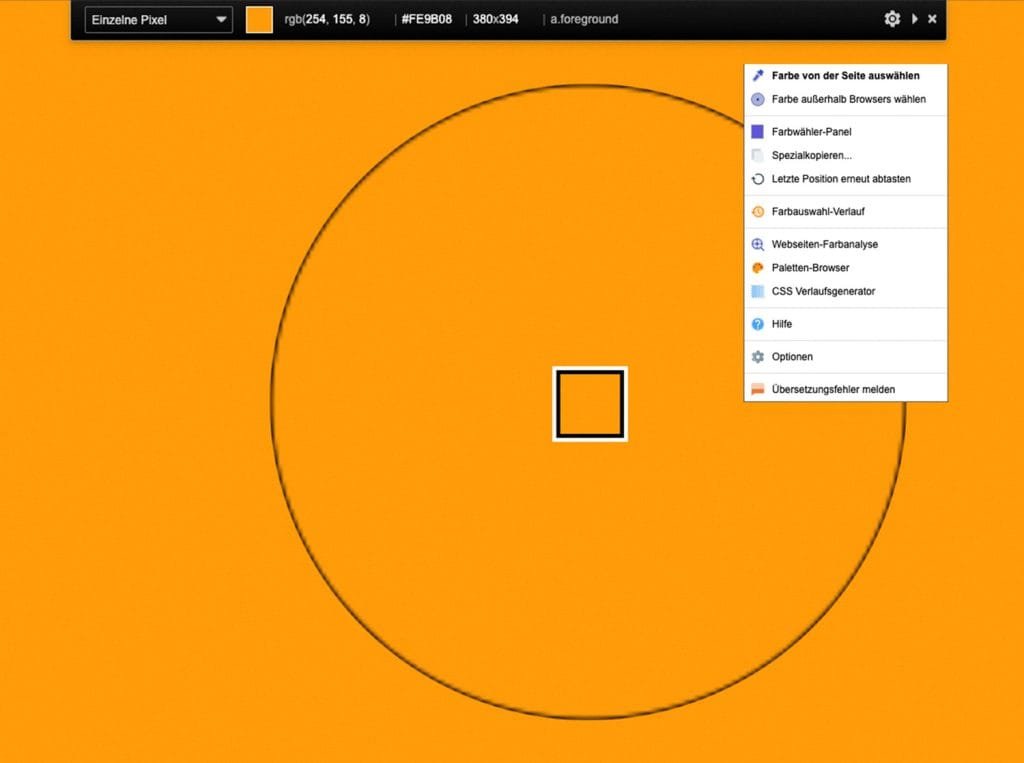 Einzelne Pixel rgb(254, 155, 8) | #FE9B08 | 380x394 | a.foreground
Farbe von der Seite auswählen
Farbe außerhalb Browsers wählen
Farbwähler-Panel
Spezialkopieren...
Letzte Position erneut abtasten
Farbauswahl-Verlauf
Webseiten-Farbanalyse
Paletten-Browser
CSS Verlaufsgenerator
Hilfe
Optionen
Übersetzungsfehler melden